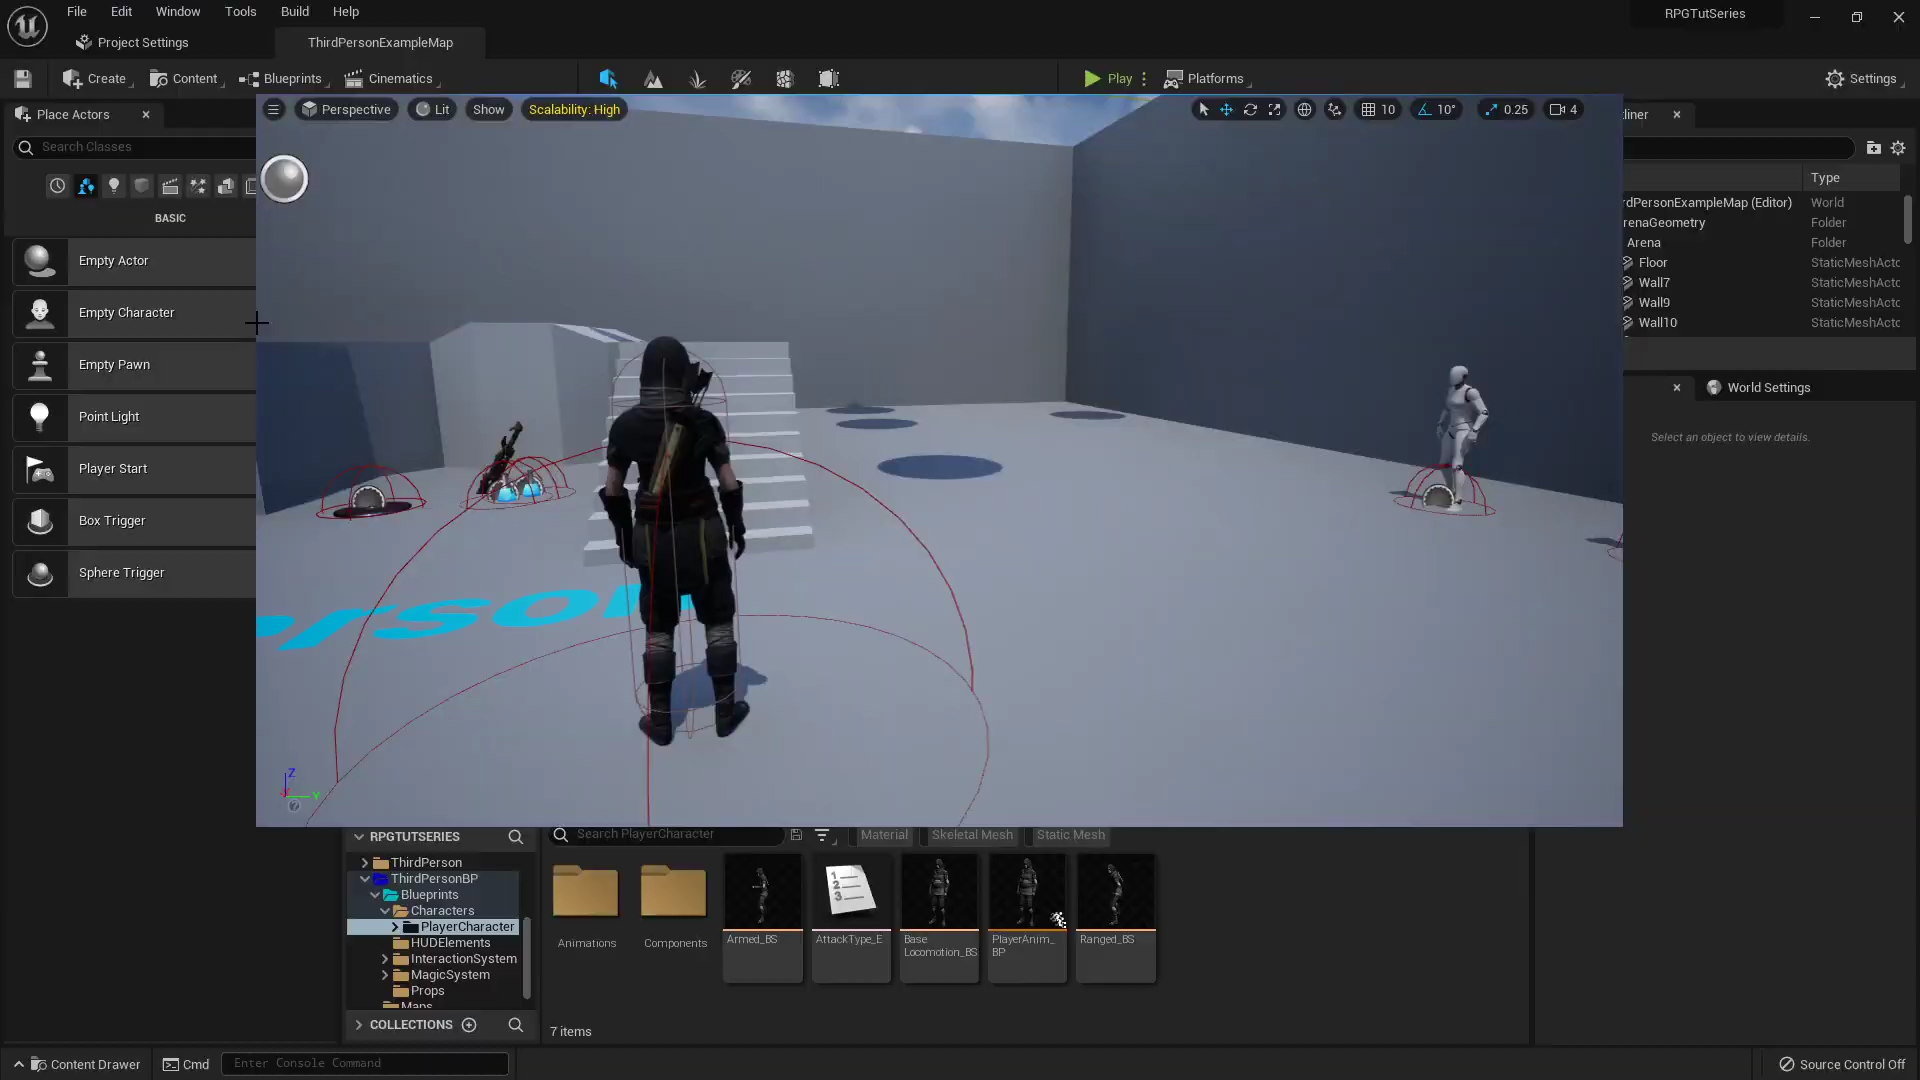 File Edit Window Tools Build Help
RPGTutSeries
Project Settings
ThirdPersonExampleMap
Create Content Blueprints Cinematics Play Platforms Settings
Place Actors
Perspective Lit Show Scalability: High
10 10° 0.25 4
liner
Search Classes
BASIC
Empty Actor
Empty Character
Empty Pawn
Point Light
Player Start
Box Trigger
Sphere Trigger
Type
rdPersonExampleMap (Editor) World
renaGeometry Folder
Arena Folder
Floor StaticMeshActo
Wall7 StaticMeshActo
Wall9 StaticMeshActo
Wall10 StaticMeshActo
World Settings
Select an object to view details.
Z
Y
RPGTUTSERIES
ThirdPerson
ThirdPersonBP
Blueprints
Characters
PlayerCharacter
HUDElements
InteractionSystem
MagicSystem
Props
Maps
COLLECTIONS
Search PlayerCharacter
Material Skeletal Mesh Static Mesh
Animations
Components
Armed_BS
AttackType_E
Base
Locomotion_BS
PlayerAnim_
BP
Ranged_BS
7 items
Content Drawer Cmd Enter Console Command Source Control Off